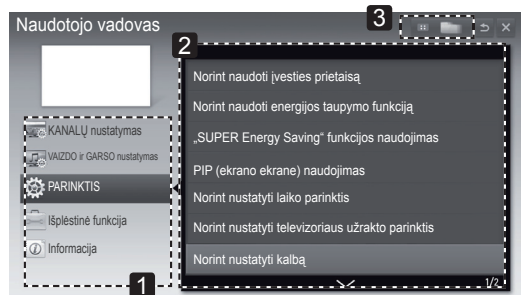 Naudotojo vadovas
3
2
Norint naudoti įvesties prietaisą
Norint naudoti energijos taupymo funkciją
„SUPER Energy Saving“ funkcijos naudojimas
PIP (ekrano ekrane) naudojimas
Norint nustatyti laiko parinktis
Norint nustatyti televizoriaus užrakto parinktis
Norint nustatyti kalbą
1/2
KANALŲ nustatymas
VAIZDO ir GARSO nustatymas
PARINKTIS
Išplėstinė funkcija
Informacija
1